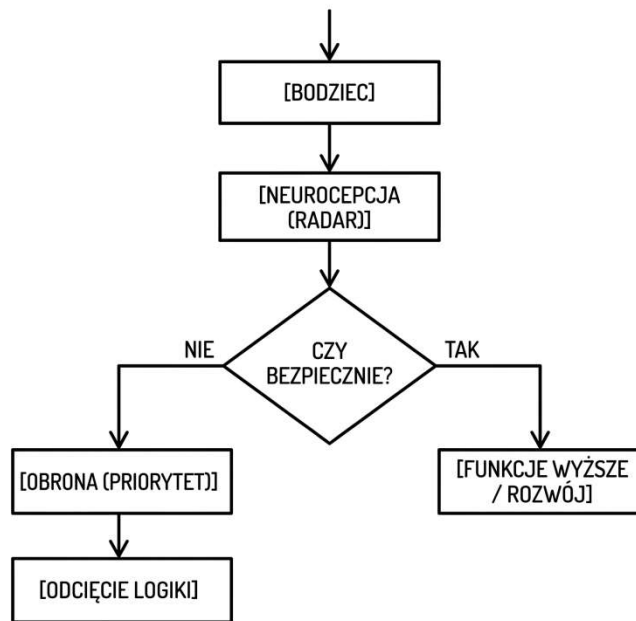 [BODZIEC]
[NEUROCEPCJA
(RADAR)]
CZY
BEZPIECZNIE?
NIE
TAK
[OBRONA (PRIORYTET)]
[FUNKCJE WYŻSZE
/ ROZWÓJ]
[ODCIĘCIE LOGIKI]